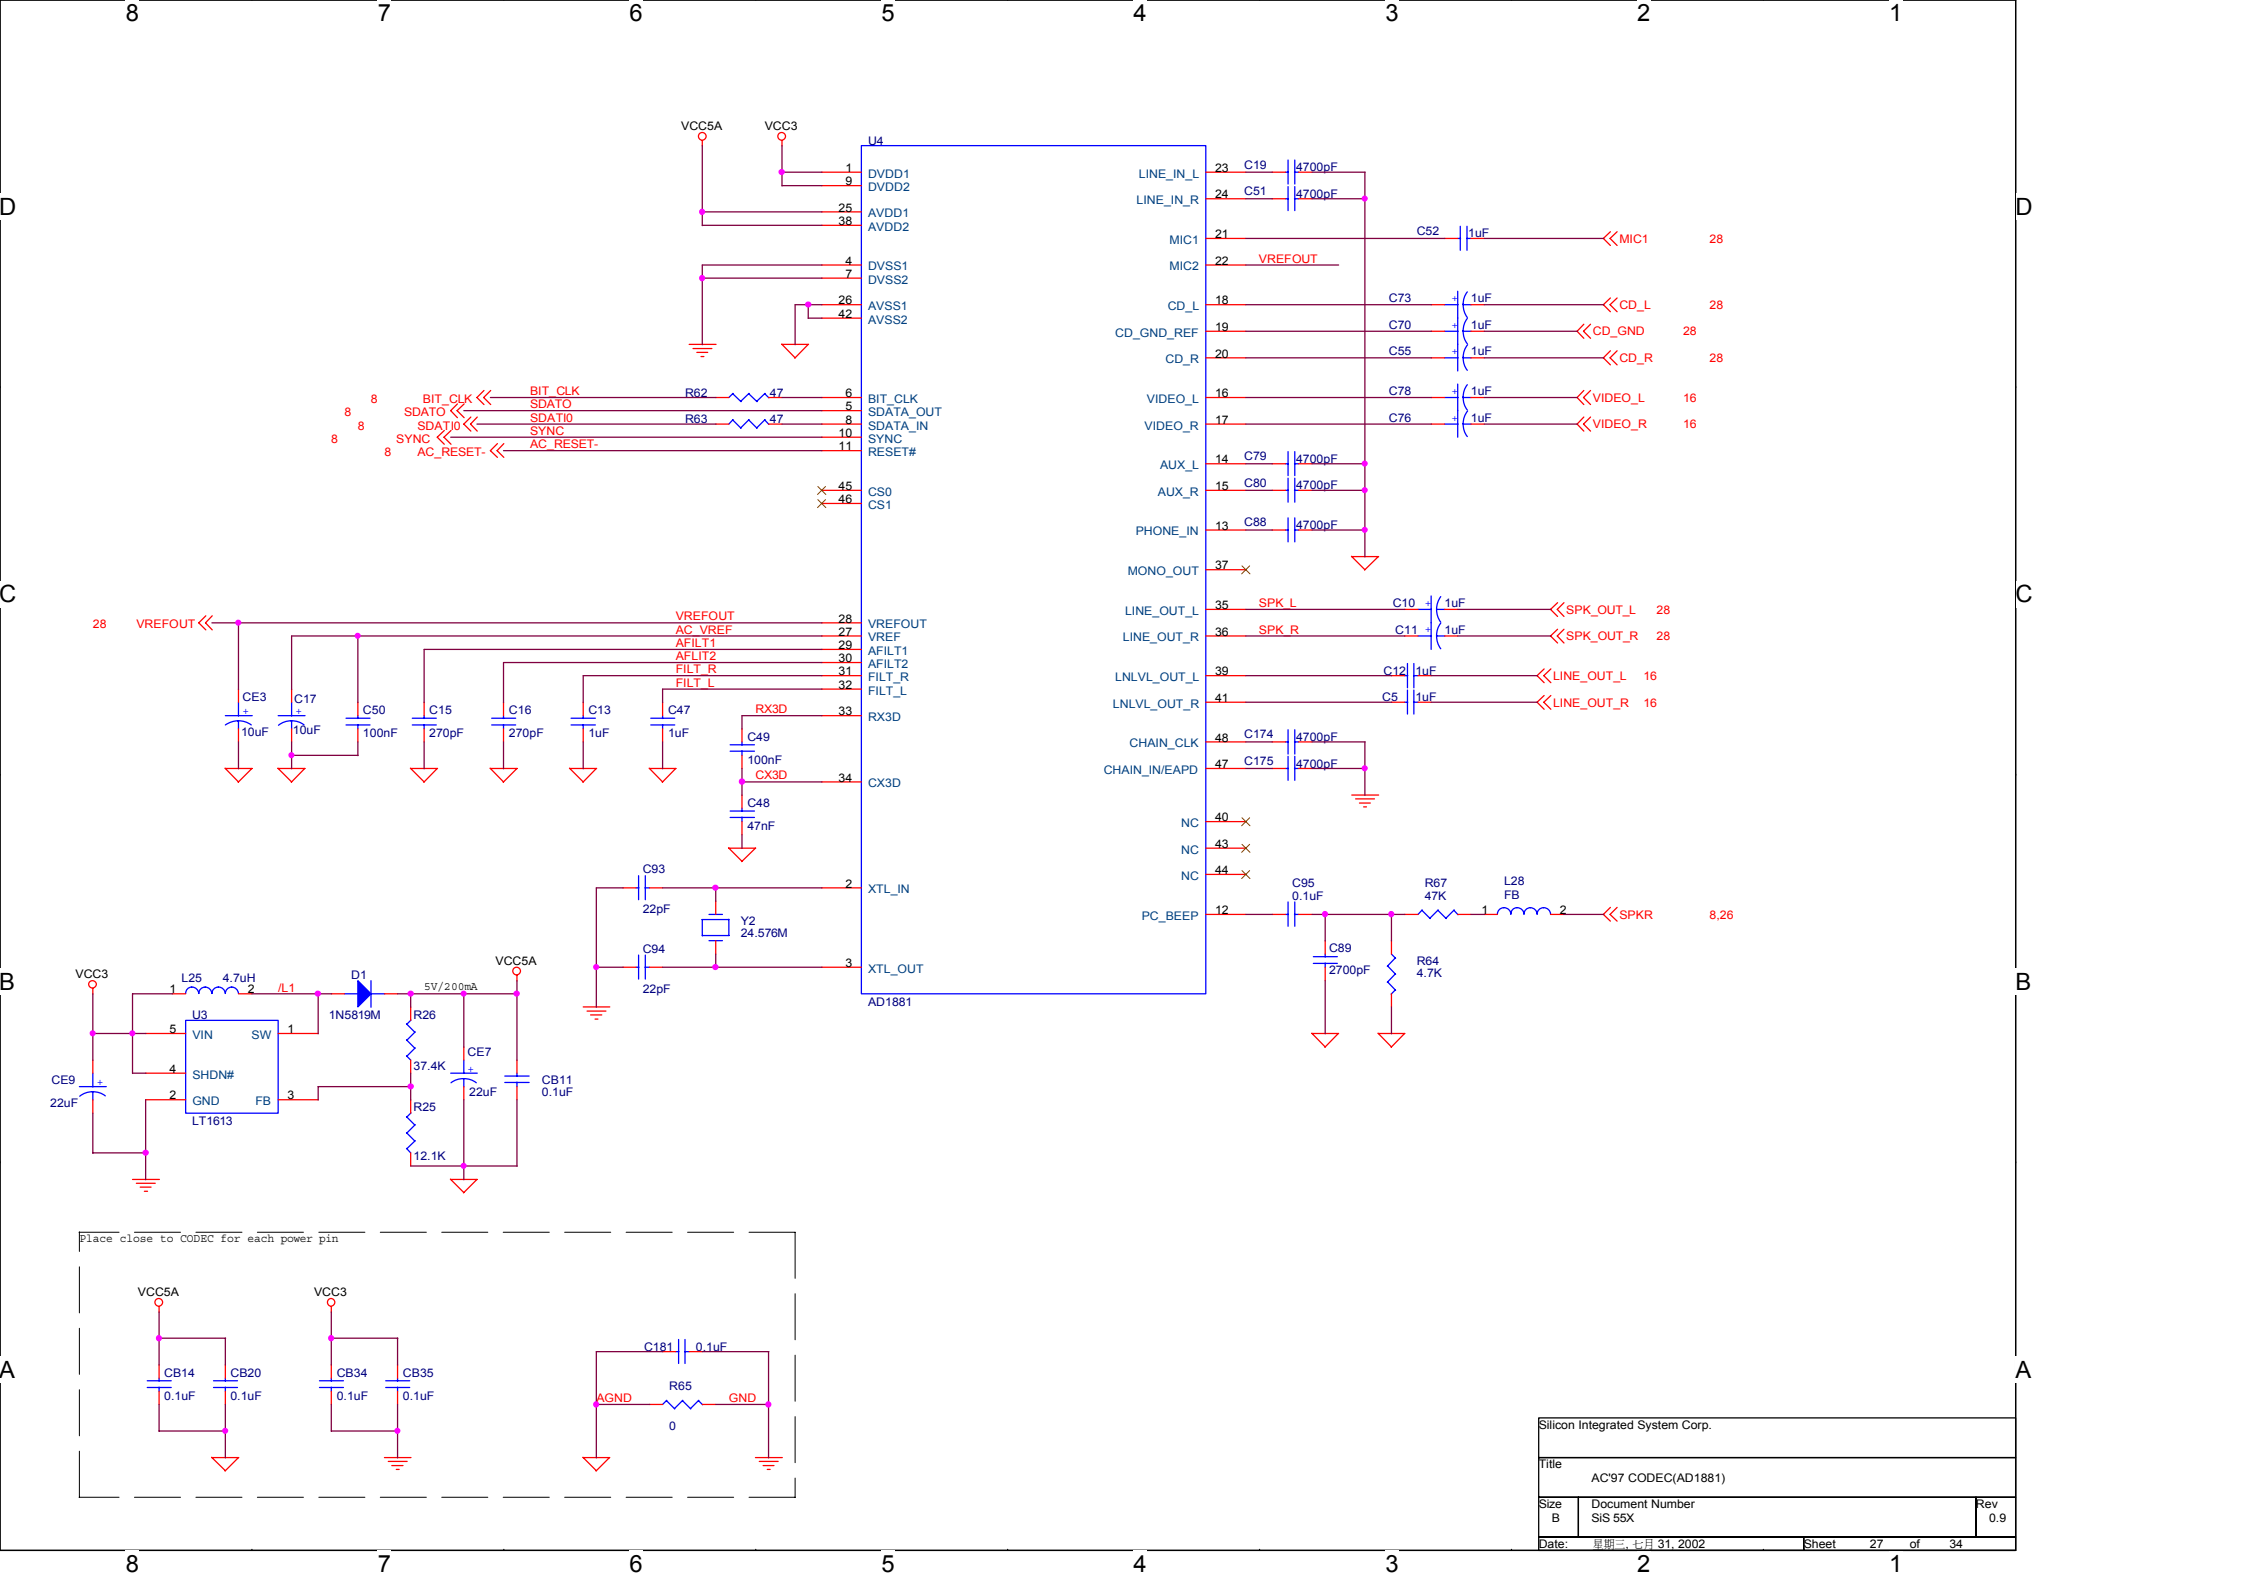 8 7 6 5 4 3 2 1
D D
C C
B B
A A
VCC5A VCC3
U4
1 DVDD1
9 DVDD2
25 AVDD1
38 AVDD2
4 DVSS1
7 DVSS2
26 AVSS1
42 AVSS2
8 BIT_CLK BIT_CLK R62 47 6 BIT_CLK
8 SDATO SDATO 5 SDATA_OUT
8 SDATI0 SDATI0 R63 47 8 SDATA_IN
8 SYNC SYNC 10 SYNC
8 AC_RESET- AC_RESET- 11 RESET#
45 CS0
46 CS1
28 VREFOUT VREFOUT 28 VREFOUT
AC_VREF 27 VREF
AFILT1 29 AFILT1
AFLIT2 30 AFILT2
FILT_R 31 FILT_R
FILT_L 32 FILT_L
CE3 + 10uF
C17 + 10uF
C50 100nF
C15 270pF
C16 270pF
C13 1uF
C47 1uF
RX3D 33 RX3D
C49 100nF
CX3D 34 CX3D
C48 47nF
C93 22pF 2 XTL_IN
Y2 24.576M
C94 22pF 3 XTL_OUT
AD1881
LINE_IN_L 23 C19 4700pF
LINE_IN_R 24 C51 4700pF
MIC1 21 C52 1uF MIC1 28
MIC2 22 VREFOUT
CD_L 18 C73 + 1uF CD_L 28
CD_GND_REF 19 C70 + 1uF CD_GND 28
CD_R 20 C55 + 1uF CD_R 28
VIDEO_L 16 C78 + 1uF VIDEO_L 16
VIDEO_R 17 C76 + 1uF VIDEO_R 16
AUX_L 14 C79 4700pF
AUX_R 15 C80 4700pF
PHONE_IN 13 C88 4700pF
MONO_OUT 37
LINE_OUT_L 35 SPK_L C10 + 1uF SPK_OUT_L 28
LINE_OUT_R 36 SPK_R C11 + 1uF SPK_OUT_R 28
LNLVL_OUT_L 39 C12 1uF LINE_OUT_L 16
LNLVL_OUT_R 41 C5 1uF LINE_OUT_R 16
CHAIN_CLK 48 C174 4700pF
CHAIN_IN/EAPD 47 C175 4700pF
NC 40
NC 43
NC 44
PC_BEEP 12 C95 0.1uF R67 47K 1 L28 FB 2 SPKR 8,26
C89 2700pF
R64 4.7K
VCC3 1 L25 4.7uH 2 /L1 D1 1N5819M 5V/200mA VCC5A
U3
5 VIN SW 1
4 SHDN#
2 GND FB 3
LT1613
CE9 + 22uF
R26 37.4K
R25 12.1K
CE7 + 22uF
CB11 0.1uF
Place close to CODEC for each power pin
VCC5A VCC3
CB14 0.1uF
CB20 0.1uF
CB34 0.1uF
CB35 0.1uF
C181 0.1uF
AGND R65 0 GND
Silicon Integrated System Corp.
Title
AC'97 CODEC(AD1881)
Size Document Number Rev
B SiS 55X 0.9
Date: 星期三, 七月 31, 2002 Sheet 27 of 34
8 7 6 5 4 3 2 1